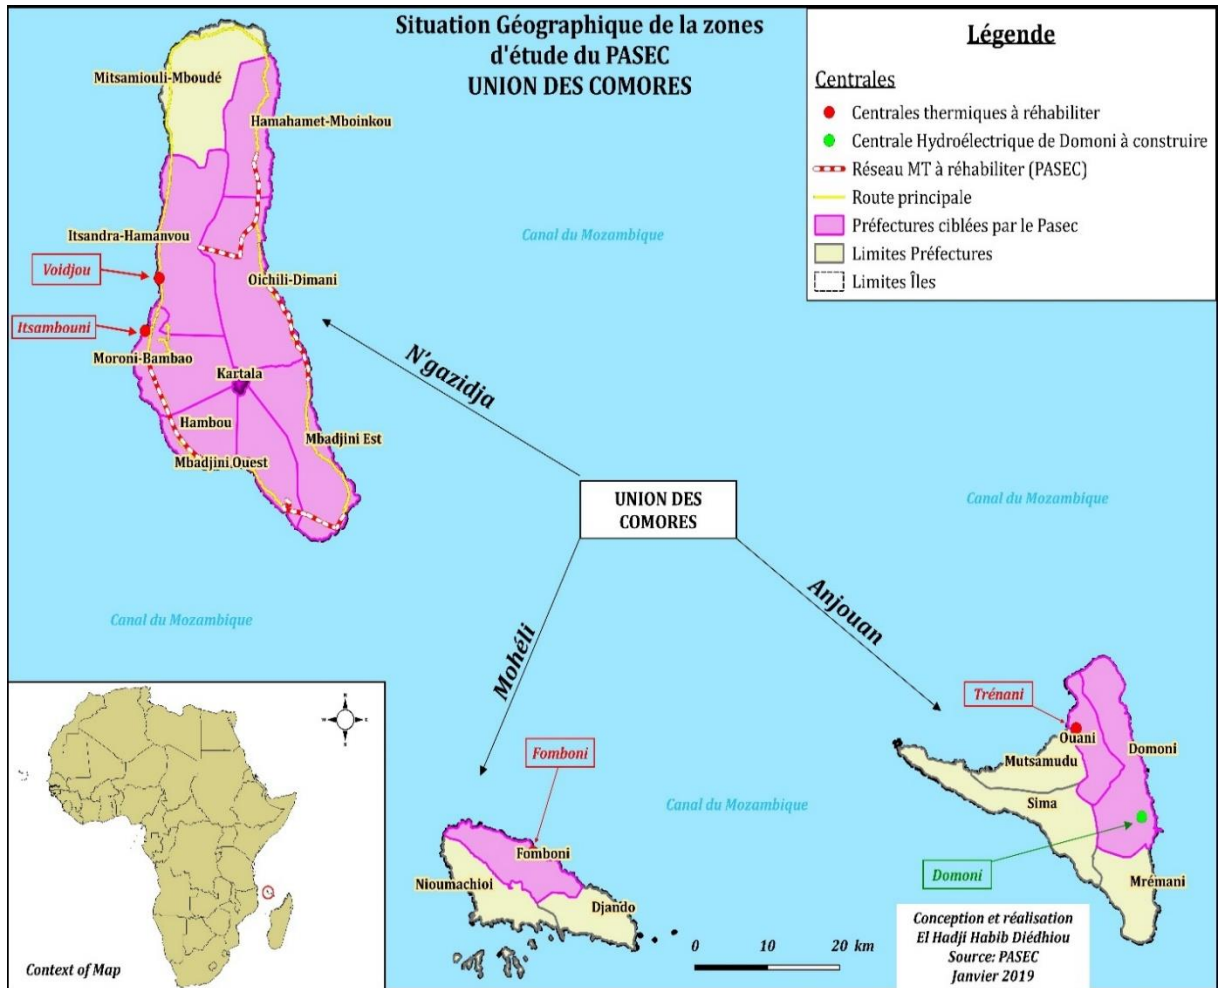 Situation Géographique de la zones
d'étude du PASEC
UNION DES COMORES
Légende
Centrales
Centrales thermiques à réhabiliter
Centrale Hydroélectrique de Domoni à construire
Réseau MT à réhabiliter (PASEC)
Route principale
Préfectures ciblées par le Pasec
Limites Préfectures
Limites Îles
Mitsamiouli-Mboudé
Hamahamet-Mboinkou
Itsandra-Hamanvou
Canal du Mozambique
Voidjou
Oichili-Dimani
Itsambouni
Moroni-Bambao
Kartala
N'gazidja
Hambou
Mbadjini Est
Mbadjini Ouest
UNION DES
COMORES
Canal du Mozambique
Canal du Mozambique
Mohéli
Anjouan
Trénani
Ouani
Domoni
Mutsamudu
Sima
Fomboni
Canal du Mozambique
Fomboni
Nioumachioi
Djando
Domoni
Mrémani
N
W
E
S
Context of Map
0 10 20 km
Conception et réalisation
El Hadji Habib Diédhiou
Source: PASEC
Janvier 2019